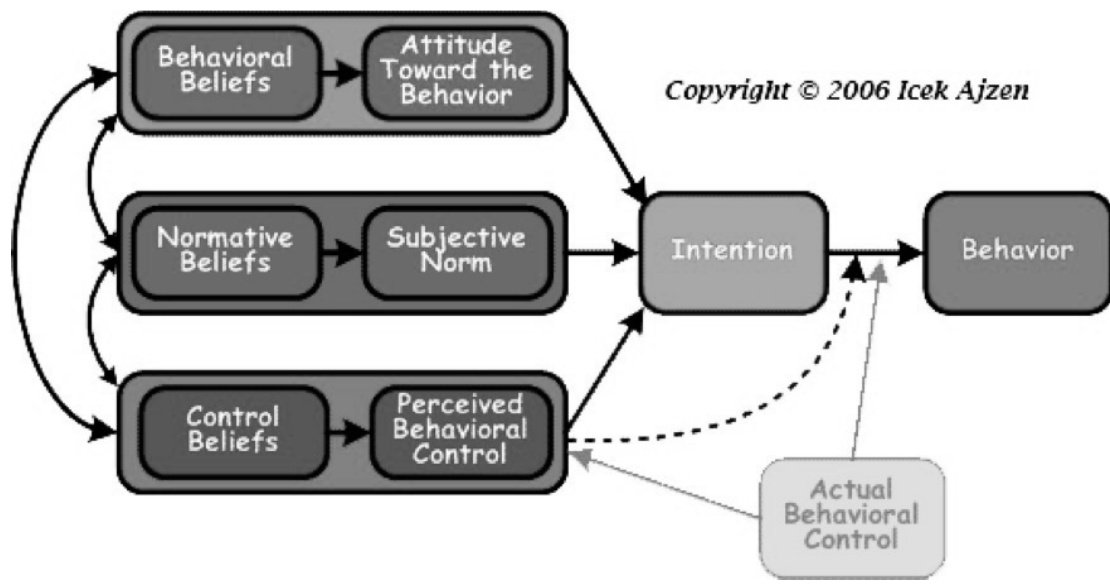 Behavioral
Beliefs
Attitude
Toward the
Behavior
Copyright © 2006 Icek Ajzen
Normative
Beliefs
Subjective
Norm
Intention
Behavior
Control
Beliefs
Perceived
Behavioral
Control
Actual
Behavioral
Control